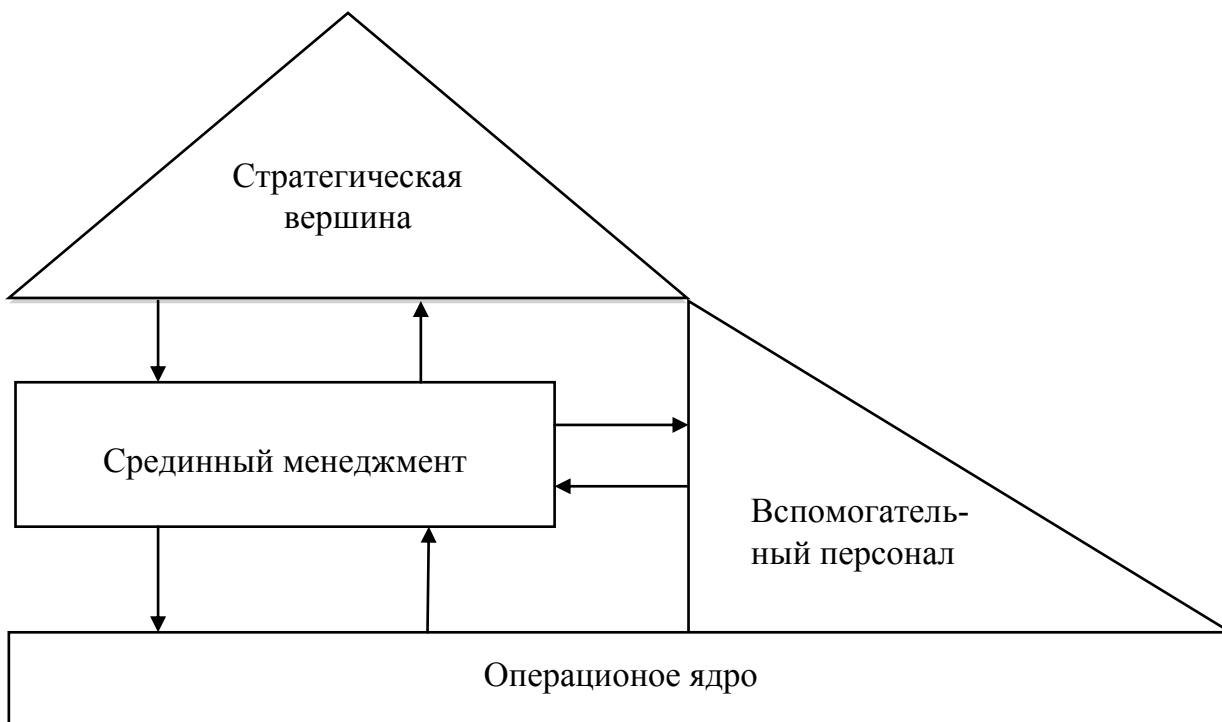 Стратегическая
вершина
Срединный менеджмент
Вспомогатель-
ный персонал
Операционое ядро